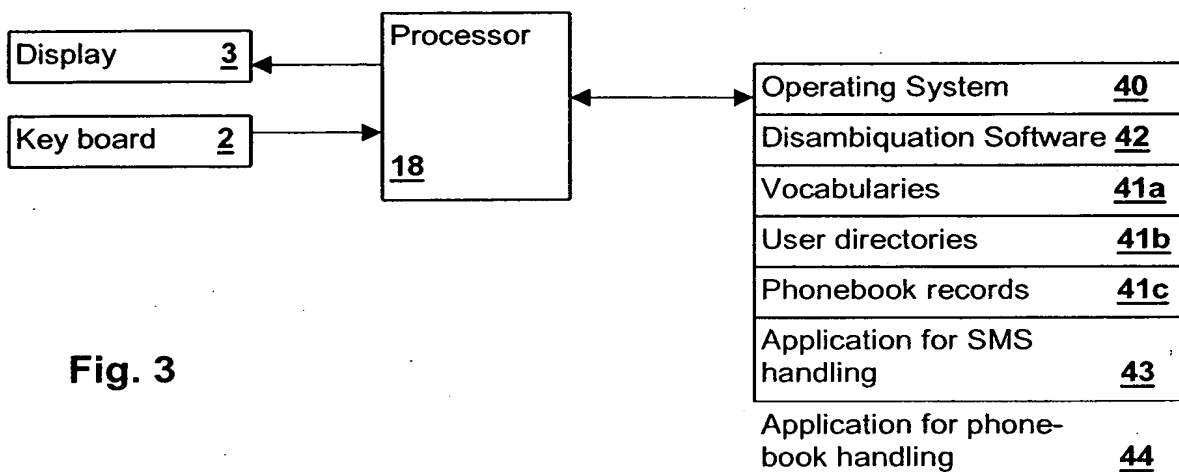 Display 3
Key board 2
Processor
18
Operating System 40
Disambiquation Software 42
Vocabularies 41a
User directories 41b
Phonebook records 41c
Application for SMS
handling 43
Application for phone-
book handling 44
Fig. 3